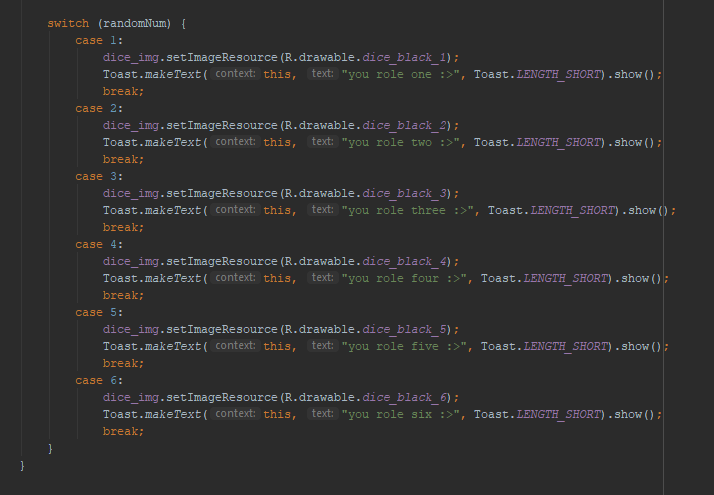 switch (randomNum) {
case 1:
dice_img.setImageResource(R.drawable.dice_black_1);
Toast.makeText( context: this, text: "you role one :>", Toast.LENGTH_SHORT).show();
break;
case 2:
dice_img.setImageResource(R.drawable.dice_black_2);
Toast.makeText( context: this, text: "you role two :>", Toast.LENGTH_SHORT).show();
break;
case 3:
dice_img.setImageResource(R.drawable.dice_black_3);
Toast.makeText( context: this, text: "you role three :>", Toast.LENGTH_SHORT).show();
break;
case 4:
dice_img.setImageResource(R.drawable.dice_black_4);
Toast.makeText( context: this, text: "you role four :>", Toast.LENGTH_SHORT).show();
break;
case 5:
dice_img.setImageResource(R.drawable.dice_black_5);
Toast.makeText( context: this, text: "you role five :>", Toast.LENGTH_SHORT).show();
break;
case 6:
dice_img.setImageResource(R.drawable.dice_black_6);
Toast.makeText( context: this, text: "you role six :>", Toast.LENGTH_SHORT).show();
break;
}
}